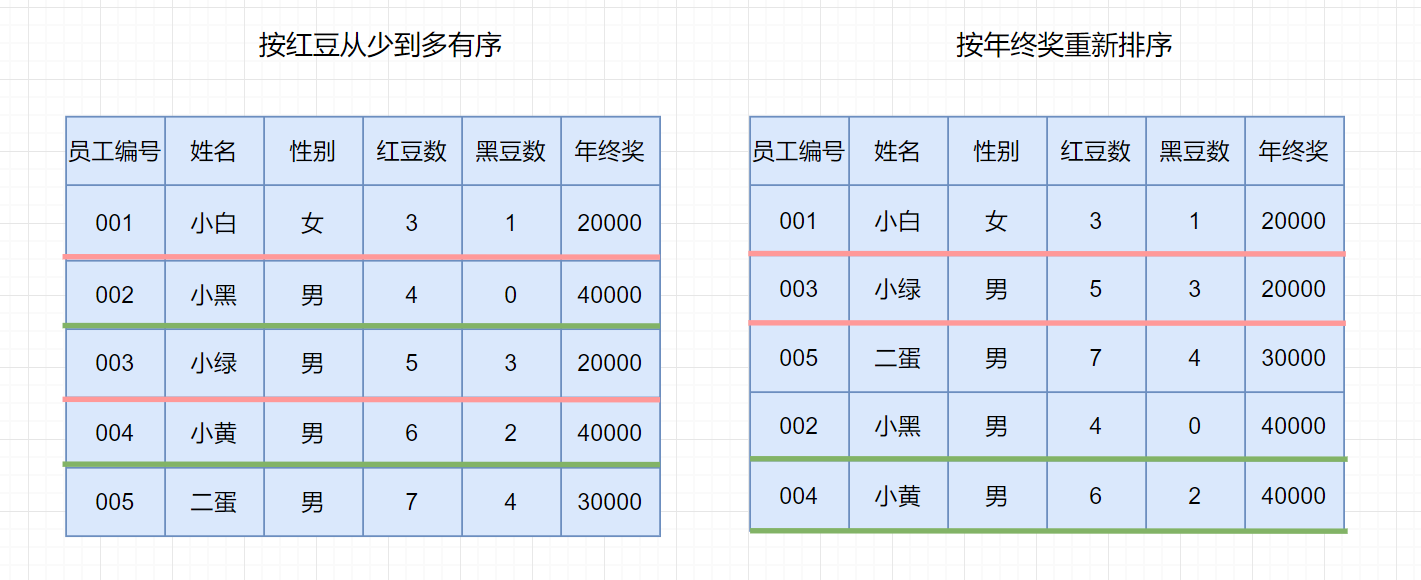 按红豆从少到多有序
员工编号 姓名 性别 红豆数 黑豆数 年终奖
001 小白 女 3 1 20000
002 小黑 男 4 0 40000
003 小绿 男 5 3 20000
004 小黄 男 6 2 40000
005 二蛋 男 7 4 30000
按年终奖重新排序
员工编号 姓名 性别 红豆数 黑豆数 年终奖
001 小白 女 3 1 20000
003 小绿 男 5 3 20000
005 二蛋 男 7 4 30000
002 小黑 男 4 0 40000
004 小黄 男 6 2 40000